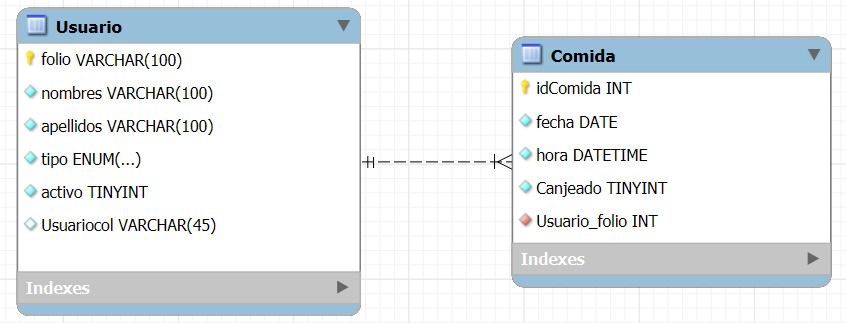 Usuario
folio VARCHAR(100)
nombres VARCHAR(100)
apellidos VARCHAR(100)
tipo ENUM(...)
activo TINYINT
Usuariocol VARCHAR(45)
Indexes
Comida
idComida INT
fecha DATE
hora DATETIME
Canjeado TINYINT
Usuario_folio INT
Indexes